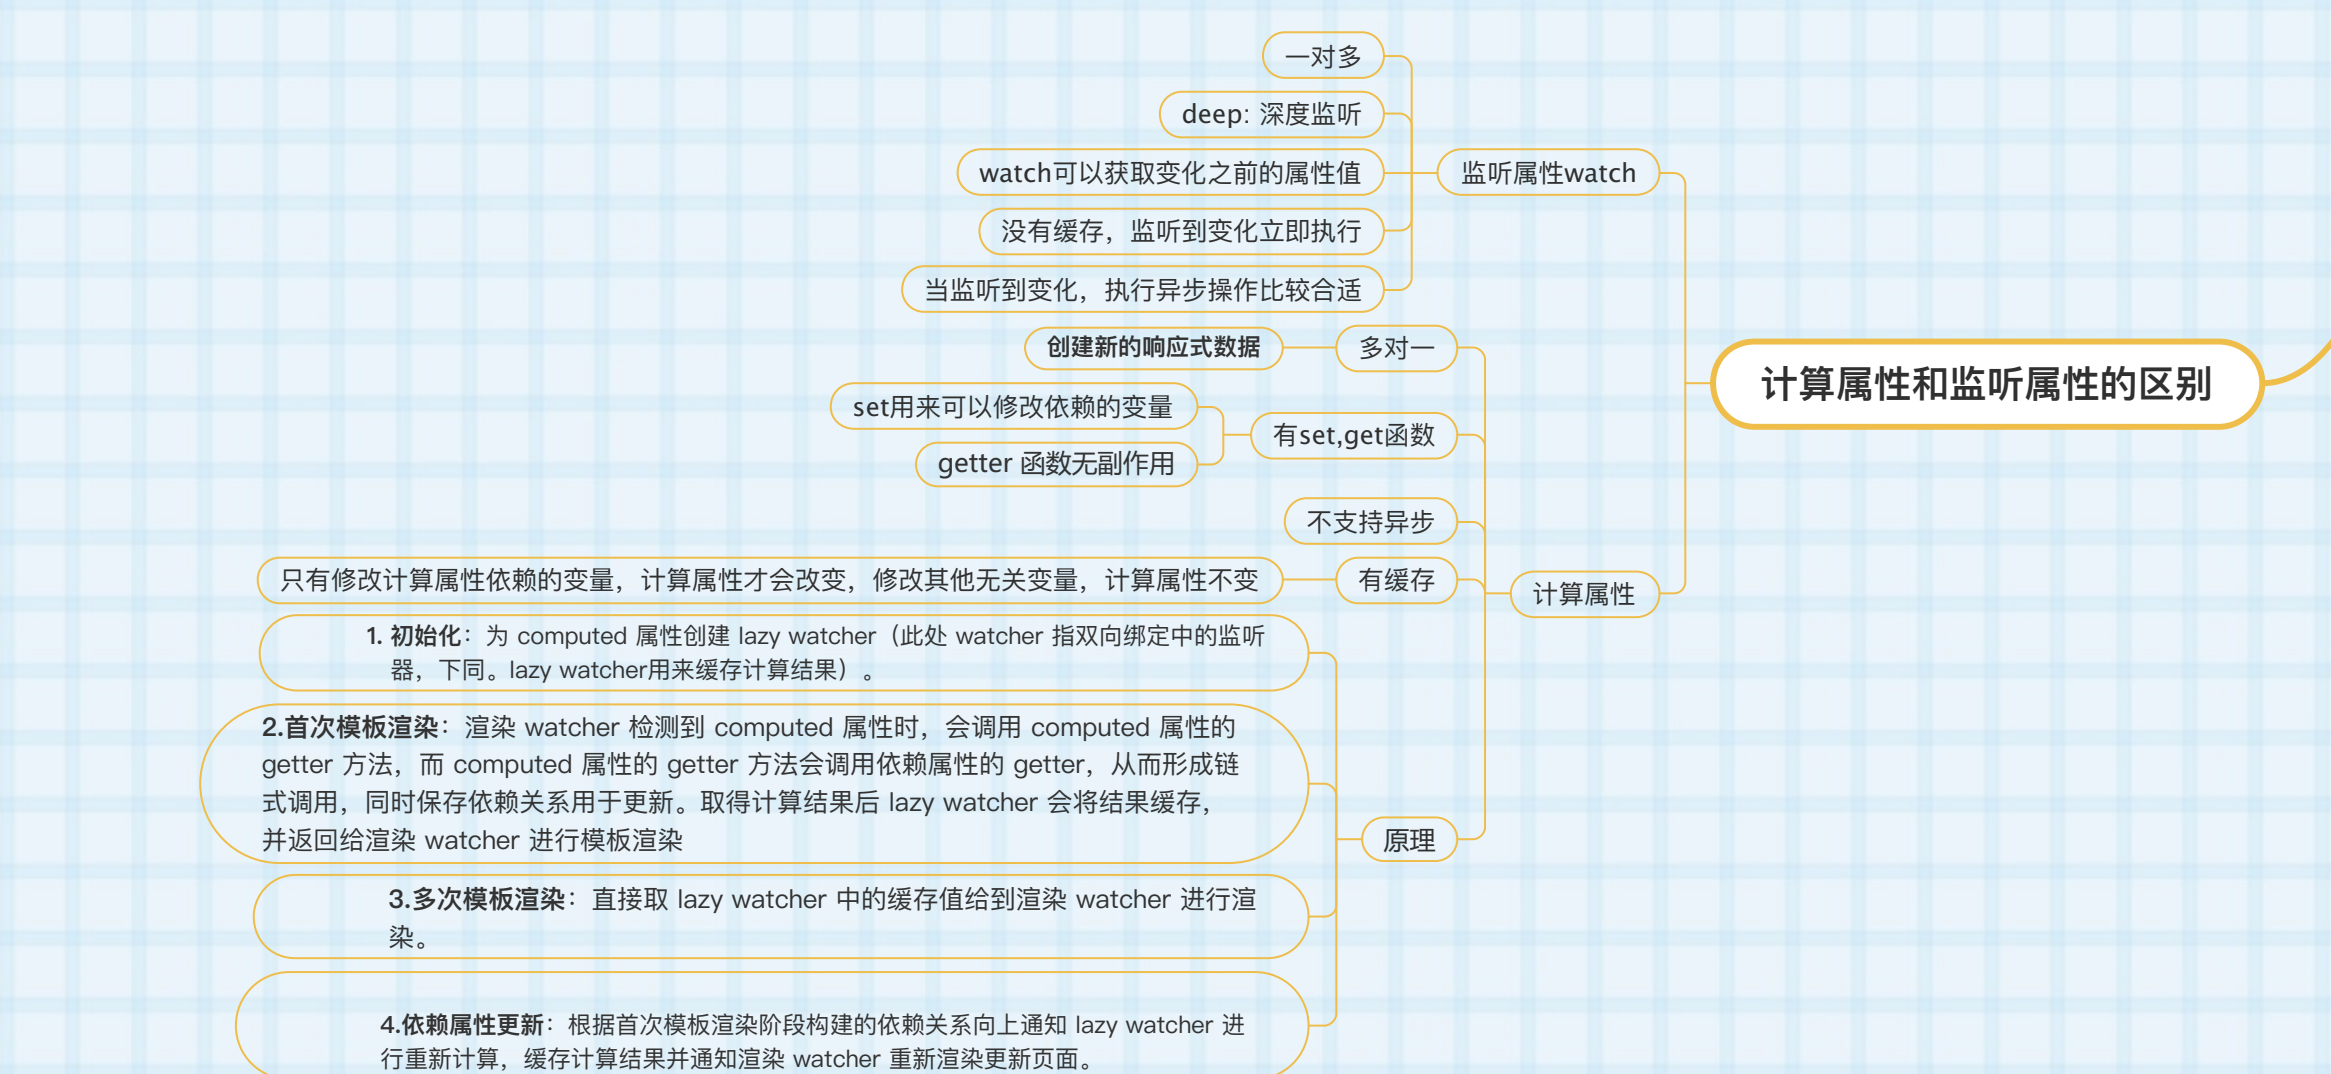 一对多
deep: 深度监听
watch可以获取变化之前的属性值
监听属性watch
没有缓存，监听到变化立即执行
当监听到变化，执行异步操作比较合适
创建新的响应式数据
多对一
计算属性和监听属性的区别
set用来可以修改依赖的变量
有set,get函数
getter 函数无副作用
不支持异步
只有修改计算属性依赖的变量，计算属性才会改变，修改其他无关变量，计算属性不变
有缓存
计算属性
1. 初始化：为 computed 属性创建 lazy watcher（此处 watcher 指双向绑定中的监听
器，下同。lazy watcher用来缓存计算结果）。
2.首次模板渲染：渲染 watcher 检测到 computed 属性时，会调用 computed 属性的
getter 方法，而 computed 属性的 getter 方法会调用依赖属性的 getter，从而形成链
式调用，同时保存依赖关系用于更新。取得计算结果后 lazy watcher 会将结果缓存，
并返回给渲染 watcher 进行模板渲染
原理
3.多次模板渲染：直接取 lazy watcher 中的缓存值给到渲染 watcher 进行渲
染。
4.依赖属性更新：根据首次模板渲染阶段构建的依赖关系向上通知 lazy watcher 进
行重新计算，缓存计算结果并通知渲染 watcher 重新渲染更新页面。